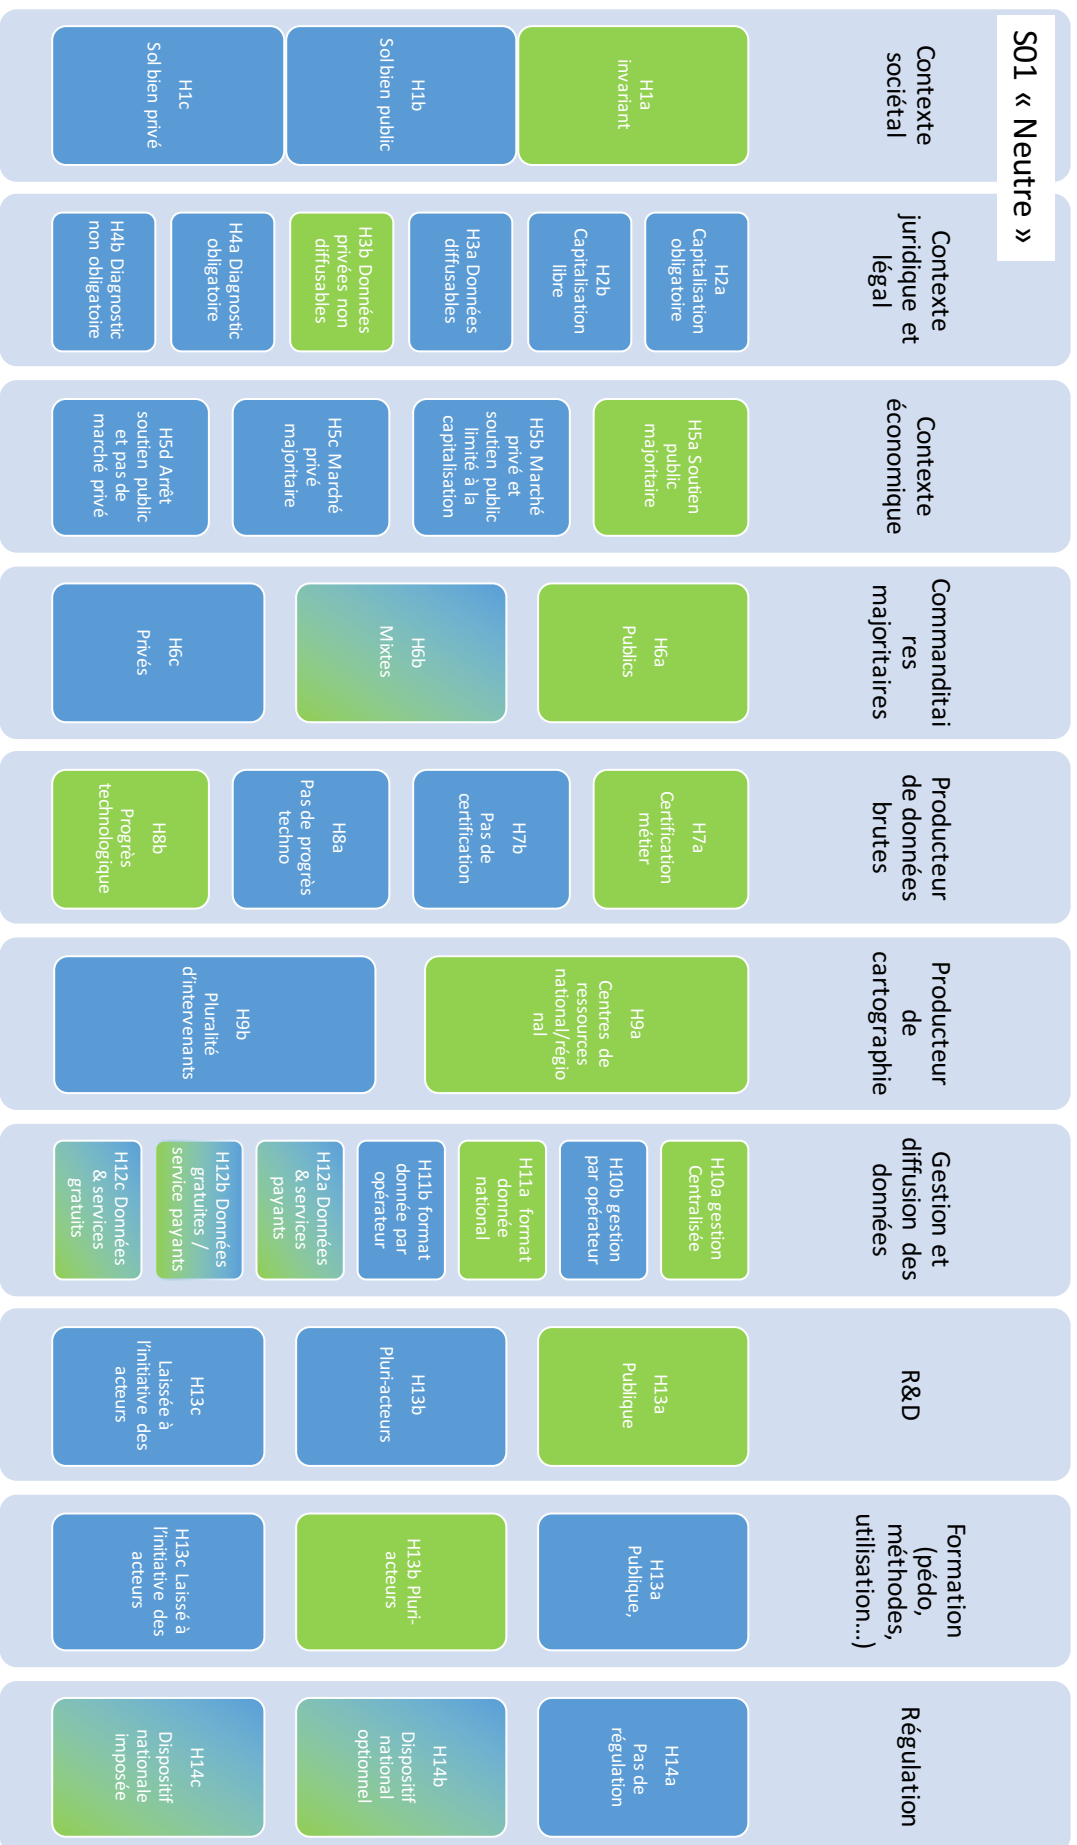 S01 « Neutre »
Contexte
sociétal
H1a
invariant
H1b
Sol bien public
H1c
Sol bien privé
Contexte
juridique et
légal
H2a
Capitalisation
obligatoire
H2b
Capitalisation
libre
H3a Données
diffusables
H3b Données
privées non
diffusables
H4a Diagnostic
obligatoire
H4b Diagnostic
non obligatoire
Contexte
économique
H5a Soutien
public
majoritaire
H5b Marché
privé et
soutien public
limité à la
capitalisation
H5c Marché
privé
majoritaire
H5d Arrêt
soutien public
et pas de
marché privé
Commanditai
res
majoritaires
H6a
Publics
H6b
Mixtes
H6c
Privés
Producteur
de données
brutes
H7a
Certification
métier
H7b
Pas de
certification
H8a
Pas de progrès
techno
H8b
Progrès
technologique
Producteur
de
cartographie
H9a
Centres de
ressources
national/régio
nal
H9b
Pluralité
d'intervenants
Gestion et
diffusion des
données
H10a gestion
Centralisée
H10b gestion
par opérateur
H11a format
donnée
national
H11b format
donnée par
opérateur
H12a Données
& services
payants
H12b Données
gratuites /
service payants
H12c Données
& services
gratuits
R&D
H13a
Publique
H13b
Pluri-acteurs
H13c
Laissée à
l'initiative des
acteurs
Formation
(pédo,
méthodes,
utilisation...)
H13a
Publique,
H13b Pluri-
acteurs
H13c Laissé à
l'initiative des
acteurs
Régulation
H14a
Pas de
régulation
H14b
Dispositif
national
optionnel
H14c
Dispositif
nationale
imposée